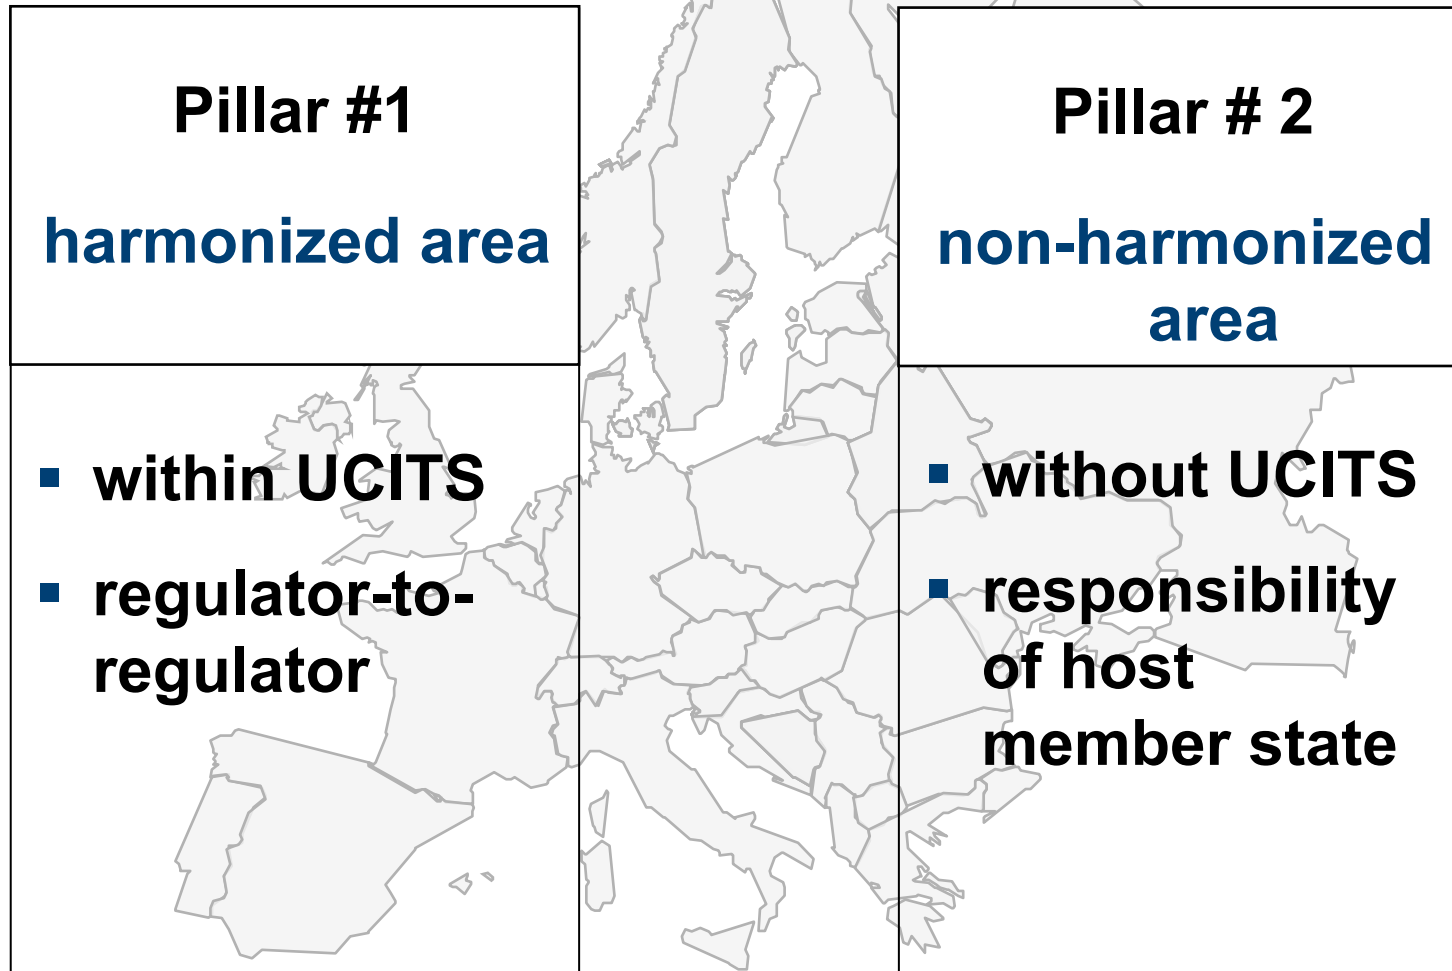 Pillar #1
harmonized area
▪ within UCITS
▪ regulator-to-
regulator
Pillar # 2
non-harmonized
area
▪ without UCITS
▪ responsibility
of host
member state